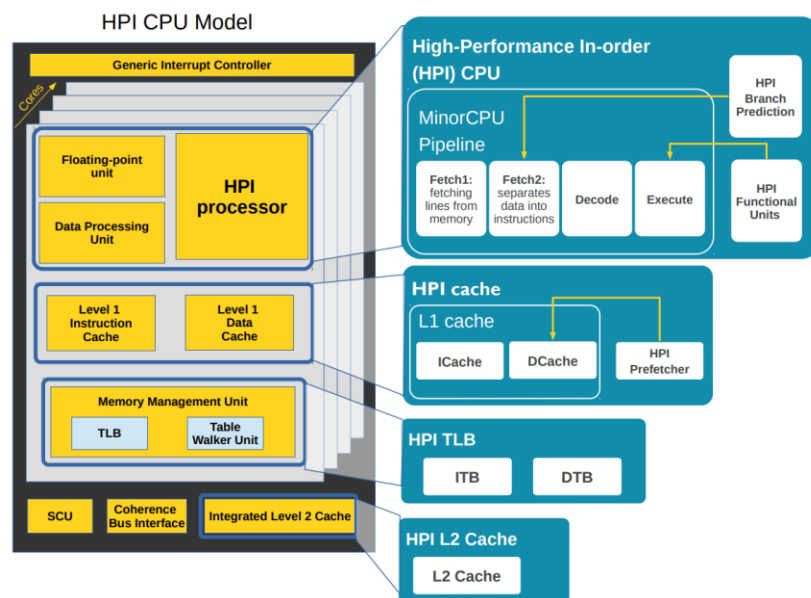 HPI CPU Model
Generic Interrupt Controller
Cores
Floating-point
unit
Data Processing
Unit
HPI
processor
Level 1
Instruction
Cache
Level 1
Data
Cache
Memory Management Unit
TLB
Table
Walker Unit
SCU
Coherence
Bus Interface
Integrated Level 2 Cache
High-Performance In-order
(HPI) CPU
MinorCPU
Pipeline
Fetch1:
fetching
lines from
memory
Fetch2:
separates
data into
instructions
Decode
Execute
HPI
Branch
Prediction
HPI
Functional
Units
HPI cache
L1 cache
ICache
DCache
HPI
Prefetcher
HPI TLB
ITB
DTB
HPI L2 Cache
L2 Cache